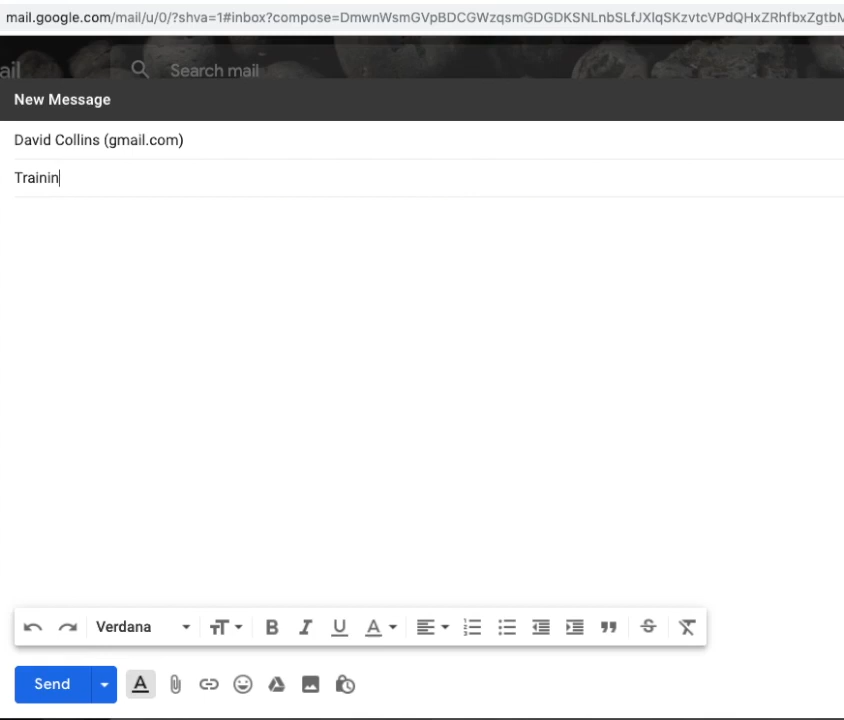 mail.google.com/mail/u/0/?shva=1#inbox?compose=DmwnWsmGVpBDCGWzqsmGDGDKSNLnbSLfJXlqSKzvtcVPdQHxZRhfbxZgtbM
ail
Search mail
New Message
David Collins (gmail.com)
Trainin
Verdana
Send